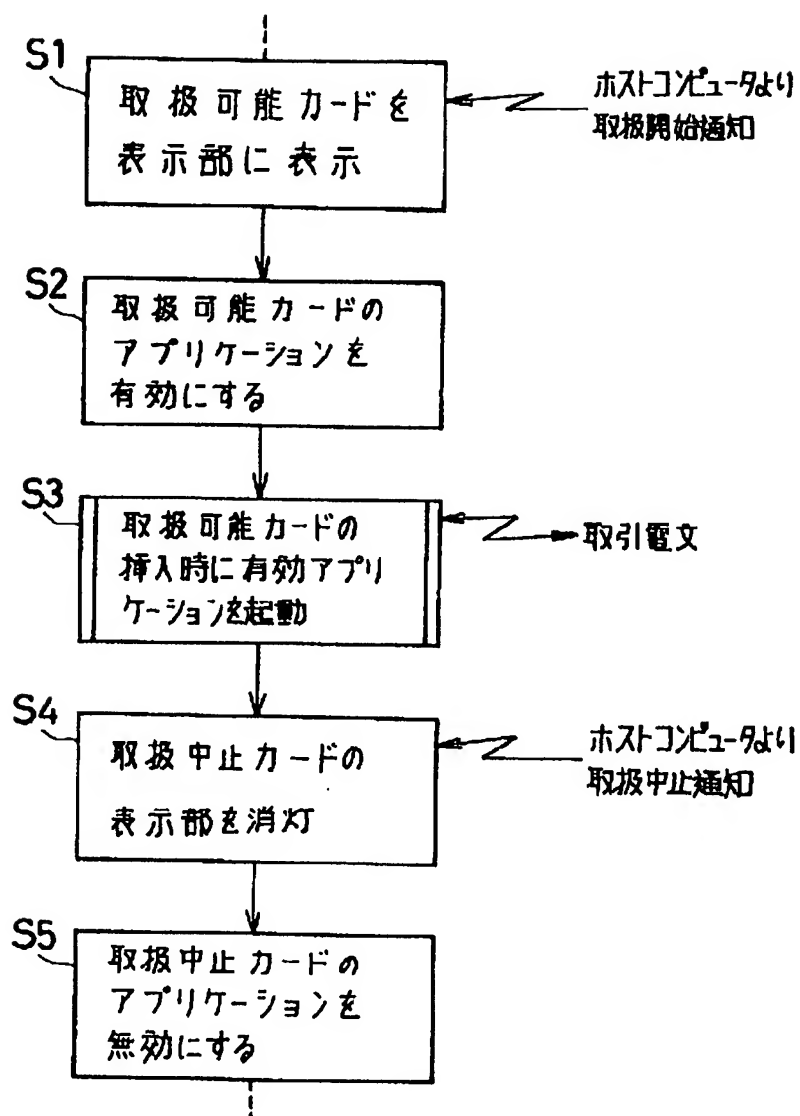 S1
取扱可能カードを
表示部に表示
ホストコンピュータより
取扱開始通知
S2
取扱可能カードの
アプリケーションを
有効にする
S3
取扱可能カードの
挿入時に有効アプリ
ケーションを起動
取引電文
S4
取扱中止カードの
表示部を消灯
ホストコンピュータより
取扱中止通知
S5
取扱中止カードの
アプリケーションを
無効にする